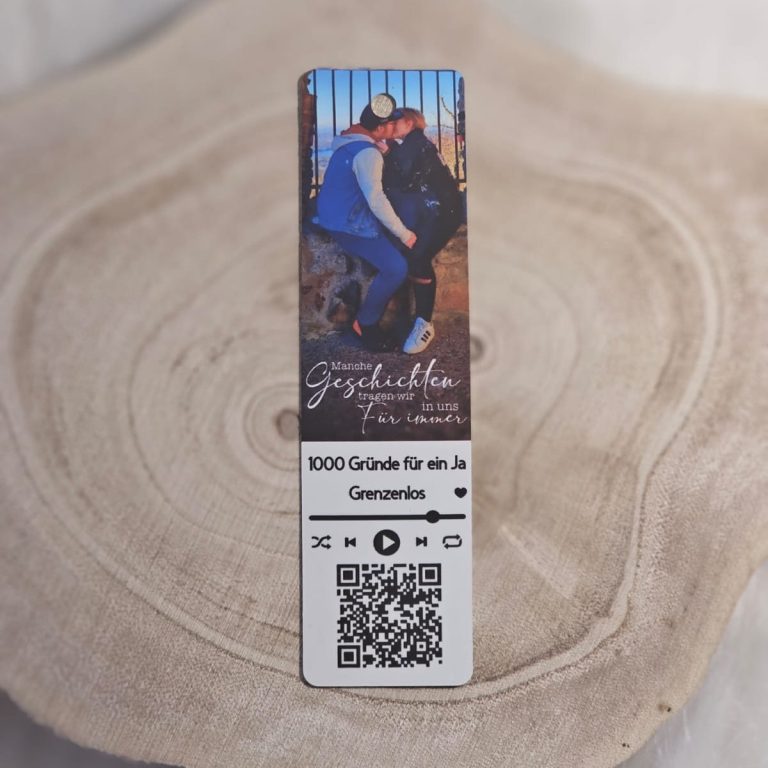 Manche
Geschichten
tragen wir
in uns
Für immer
1000 Gründe für ein Ja
Grenzenlos